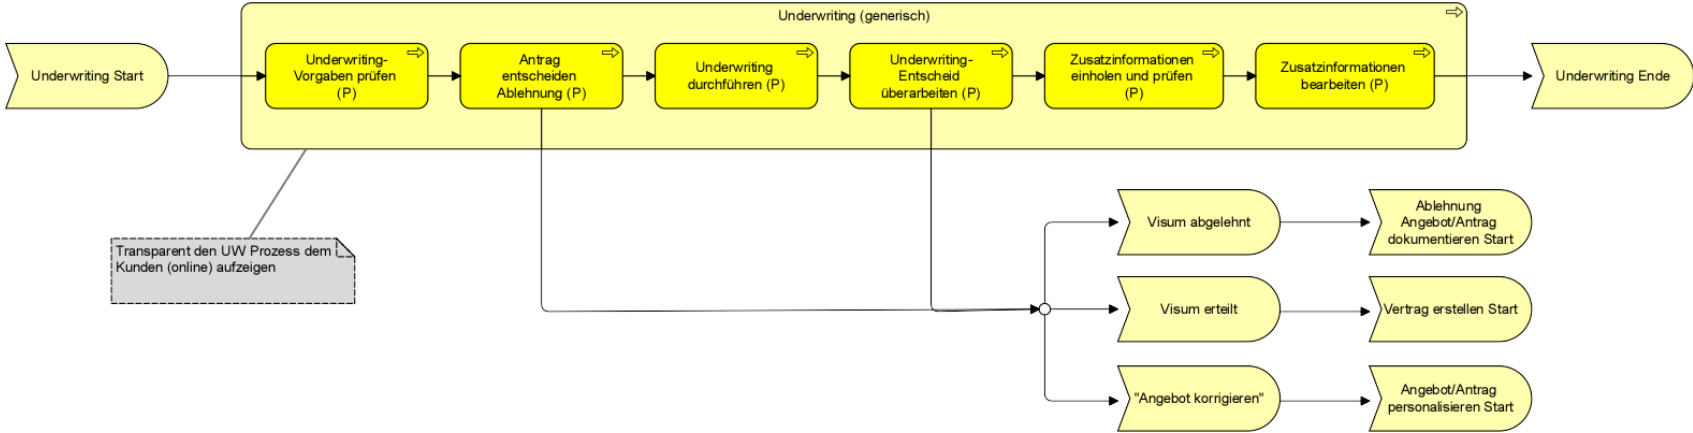 Underwriting (generisch)
Underwriting Start
Underwriting-
Vorgaben prüfen
(P)
Antrag
entscheiden
Ablehnung (P)
Underwriting
durchführen (P)
Underwriting-
Entscheid
überarbeiten (P)
Zusatzinformationen
einholen und prüfen
(P)
Zusatzinformationen
bearbeiten (P)
Underwriting Ende
Transparent den UW Prozess dem
Kunden (online) aufzeigen
Visum abgelehnt
Ablehnung
Angebot/Antrag
dokumentieren Start
Visum erteilt
Vertrag erstellen Start
"Angebot korrigieren"
Angebot/Antrag
personalisieren Start